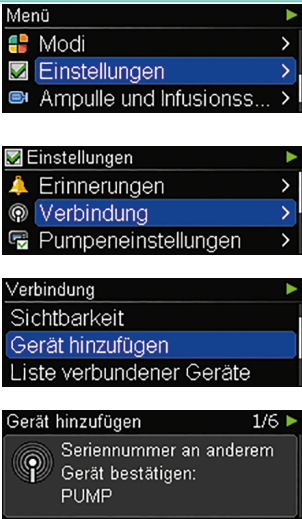 Menü
Modi
Einstellungen
Ampulle und Infusionss...
Einstellungen
Erinnerungen
Verbindung
Pumpeneinstellungen
Verbindung
Sichtbarkeit
Gerät hinzufügen
Liste verbundener Geräte
Gerät hinzufügen 1/6
Seriennummer an anderem
Gerät bestätigen:
PUMP